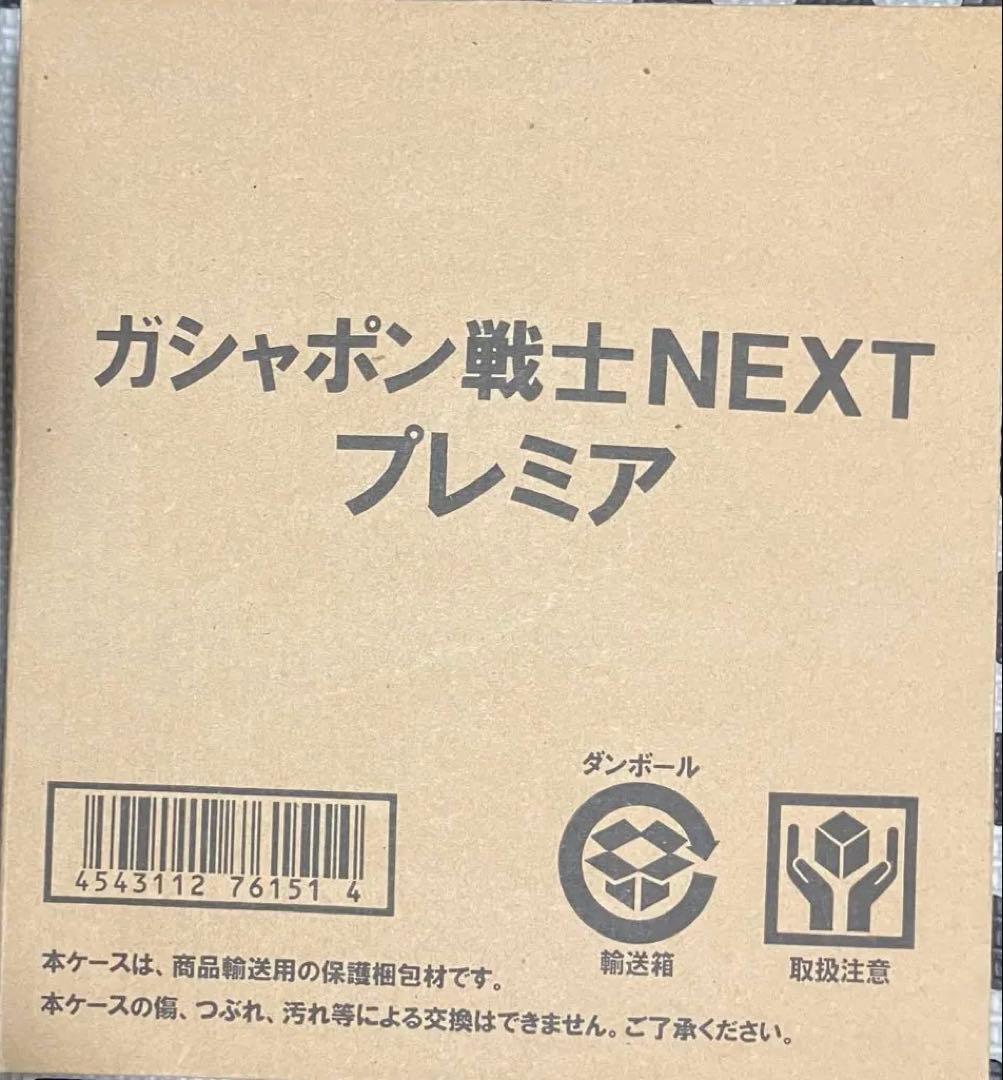 ガシャポン戦士NEXT
プレミア
ダンボール
輸送箱
取扱注意
4543112 76151 4
本ケースは、商品輸送用の保護梱包材です。
本ケースの傷、つぶれ、汚れ等による交換はできません。ご了承ください。